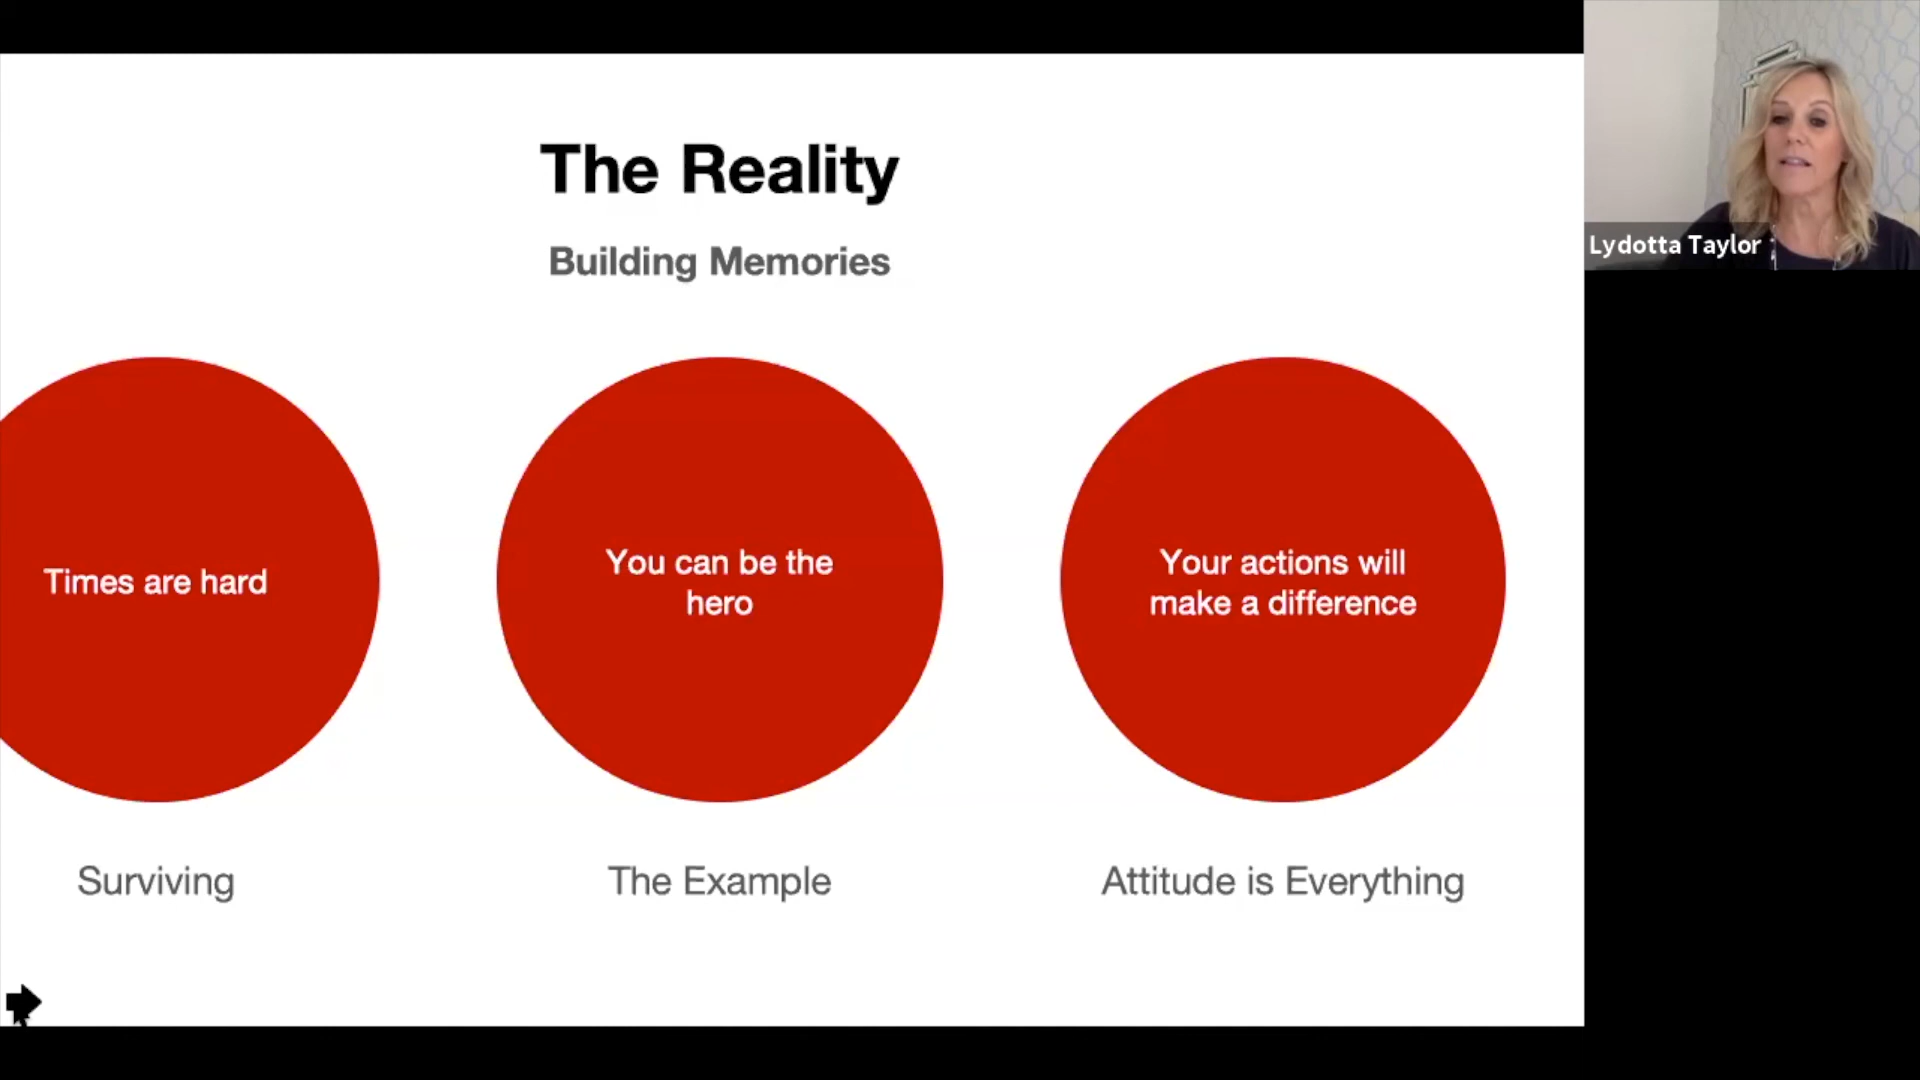 The Reality
Building Memories
Times are hard
You can be the
hero
Your actions will
make a difference
Surviving
The Example
Attitude is Everything
Lydotta Taylor